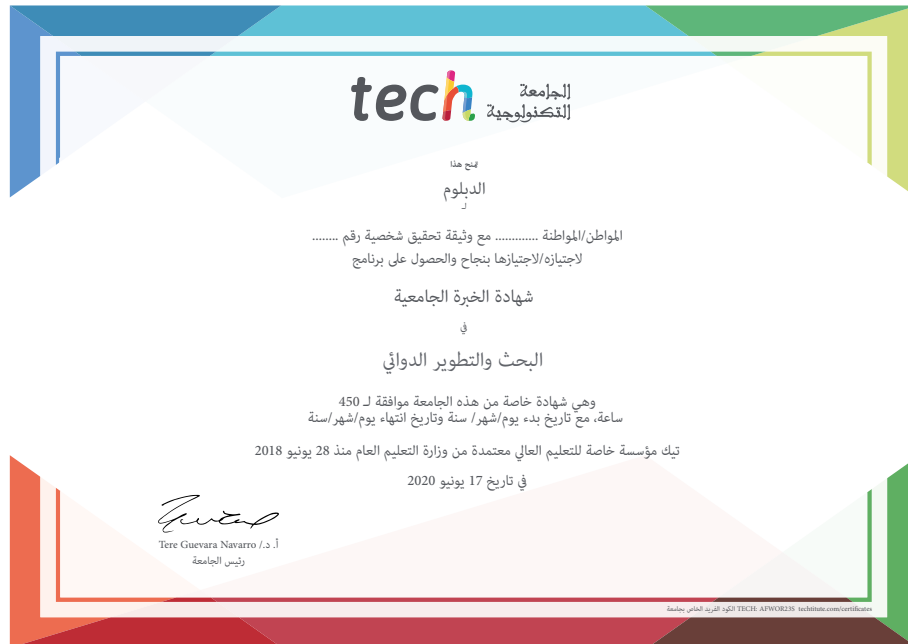 tech الجامعة
التكنولوجية
يمنح هذا
الدبلوم
لـ
المواطن/المواطنة ............. مع وثيقة تحقيق شخصية رقم ........
لاجتيازه/لاجتيازها بنجاح والحصول على برنامج
شهادة الخبرة الجامعية
في
البحث والتطوير الدوائي
وهي شهادة خاصة من هذه الجامعة موافقة لـ 450
ساعة، مع تاريخ بدء يوم/شهر/ سنة وتاريخ انتهاء يوم/شهر/سنة
تيك مؤسسة خاصة للتعليم العالي معتمدة من وزارة التعليم العام منذ 28 يونيو 2018
في تاريخ 17 يونيو 2020
أ. د./ Tere Guevara Navarro
رئيس الجامعة
الكود الفريد الخاص بجامعة TECH: AFWOR23S techtitute.com/certificates